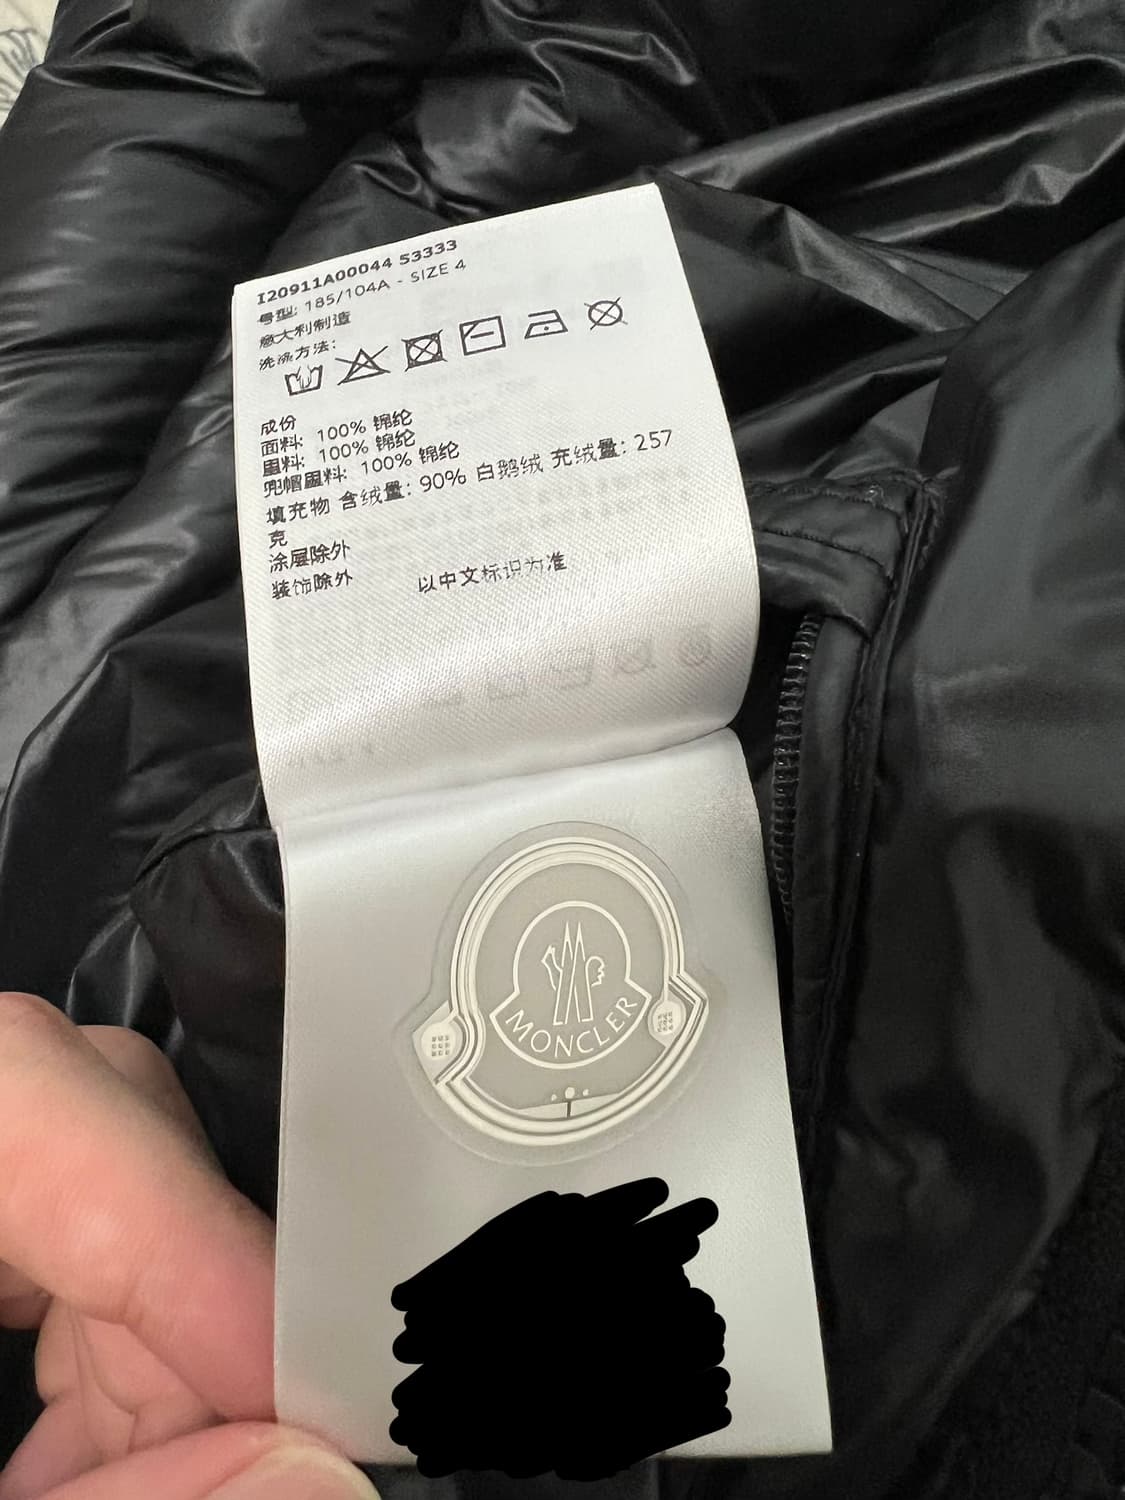 I20911A00044 53333
号型: 185/104A - SIZE 4
意大利制造
洗涤方法:
成份
面料: 100% 锦纶
里料: 100% 锦纶
兜帽里料: 100% 锦纶
填充物 含绒量: 90% 白鹅绒 充绒量: 257
克
涂层除外
装饰除外 以中文标识为准
MONCLER